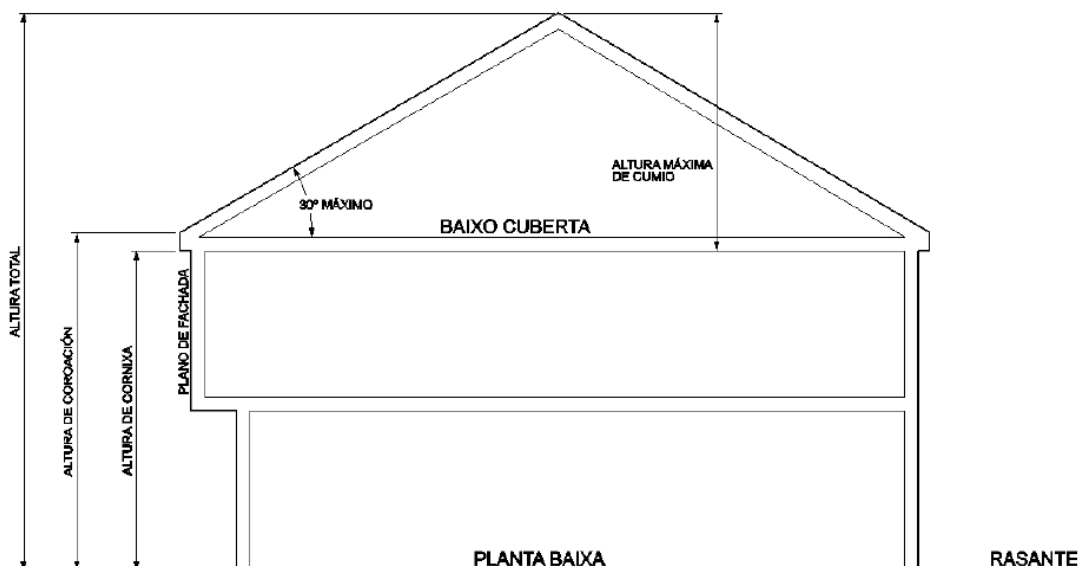 ALTURA MÁXIMA
DE CUMIO
30º MÁXIMO
BAIXO CUBERTA
ALTURA TOTAL
ALTURA DE COROACIÓN
ALTURA DE CORNIXA
PLANO DE FACHADA
PLANTA BAIXA
RASANTE